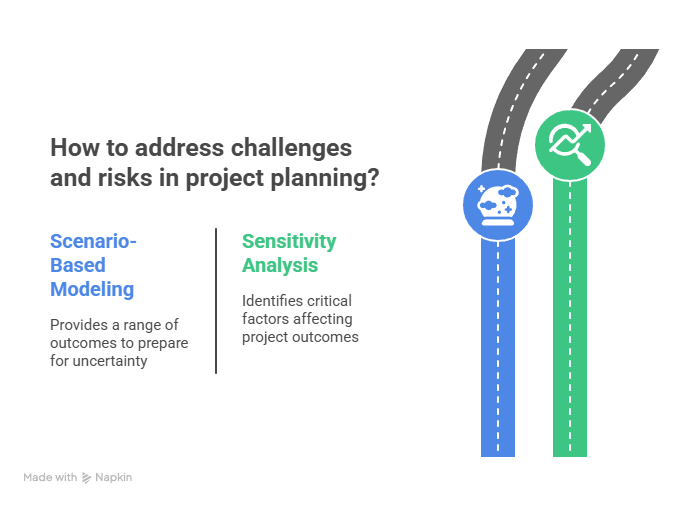 How to address challenges
and risks in project planning?
Scenario-
Based
Modeling
Provides a range of
outcomes to prepare
for uncertainty
Sensitivity
Analysis
Identifies critical
factors affecting
project outcomes
Made with Napkin